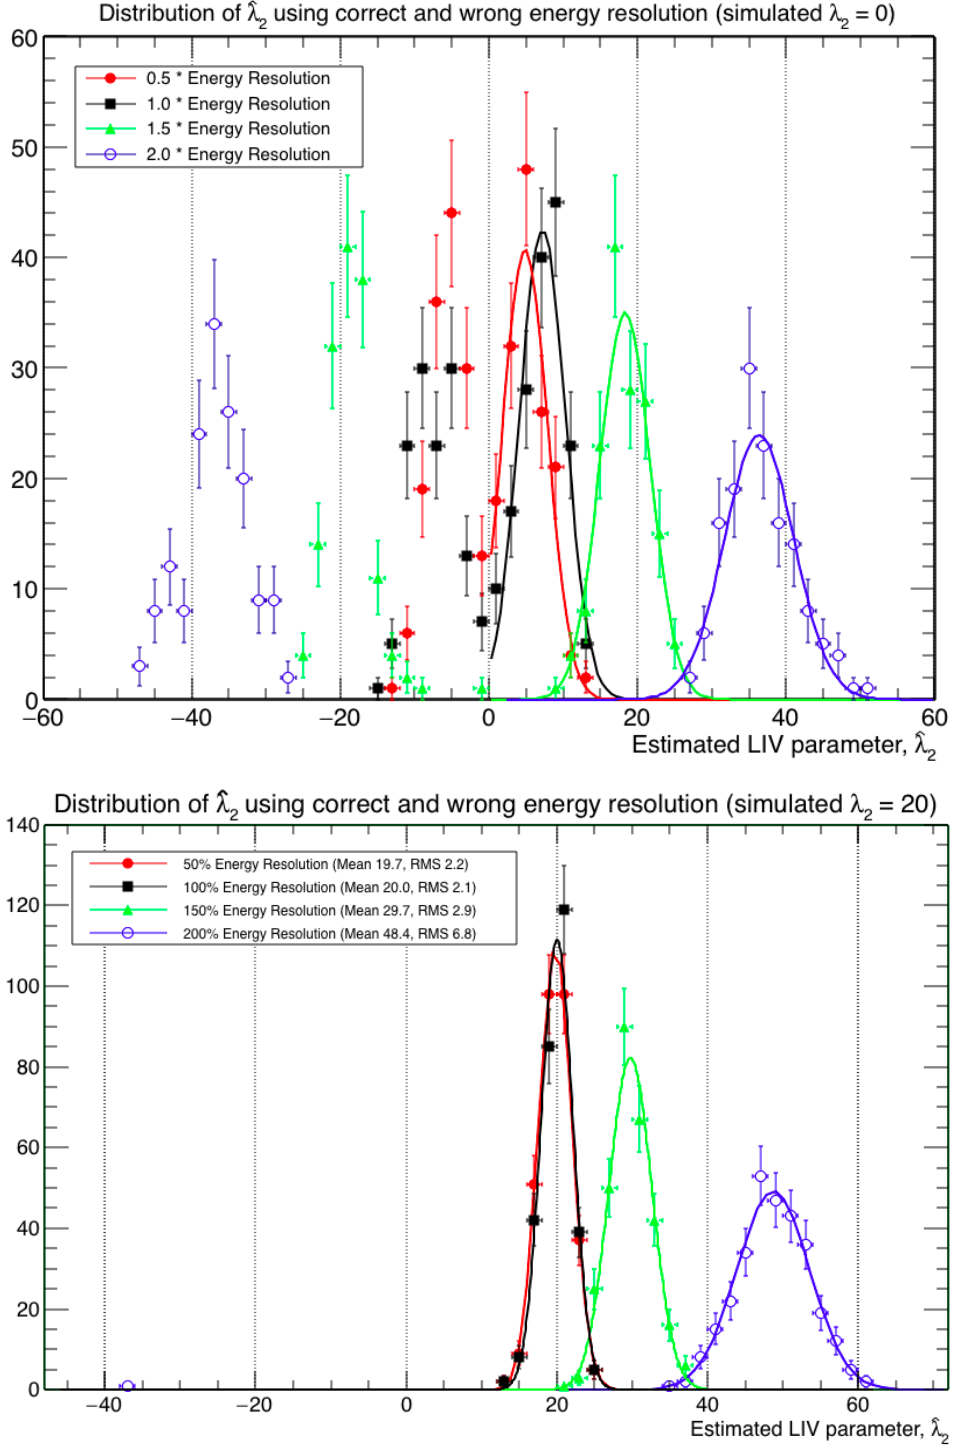 Distribution of λ̂₂ using correct and wrong energy resolution (simulated λ₂ = 0)
60
0.5 * Energy Resolution
1.0 * Energy Resolution
1.5 * Energy Resolution
2.0 * Energy Resolution
50
40
30
20
10
0
−60 −40 −20 0 20 40 60
Estimated LIV parameter, λ̂₂
Distribution of λ̂₂ using correct and wrong energy resolution (simulated λ₂ = 20)
140
50% Energy Resolution (Mean 19.7, RMS 2.2)
100% Energy Resolution (Mean 20.0, RMS 2.1)
150% Energy Resolution (Mean 29.7, RMS 2.9)
200% Energy Resolution (Mean 48.4, RMS 6.8)
120
100
80
60
40
20
0
−40 −20 0 20 40 60
Estimated LIV parameter, λ̂₂